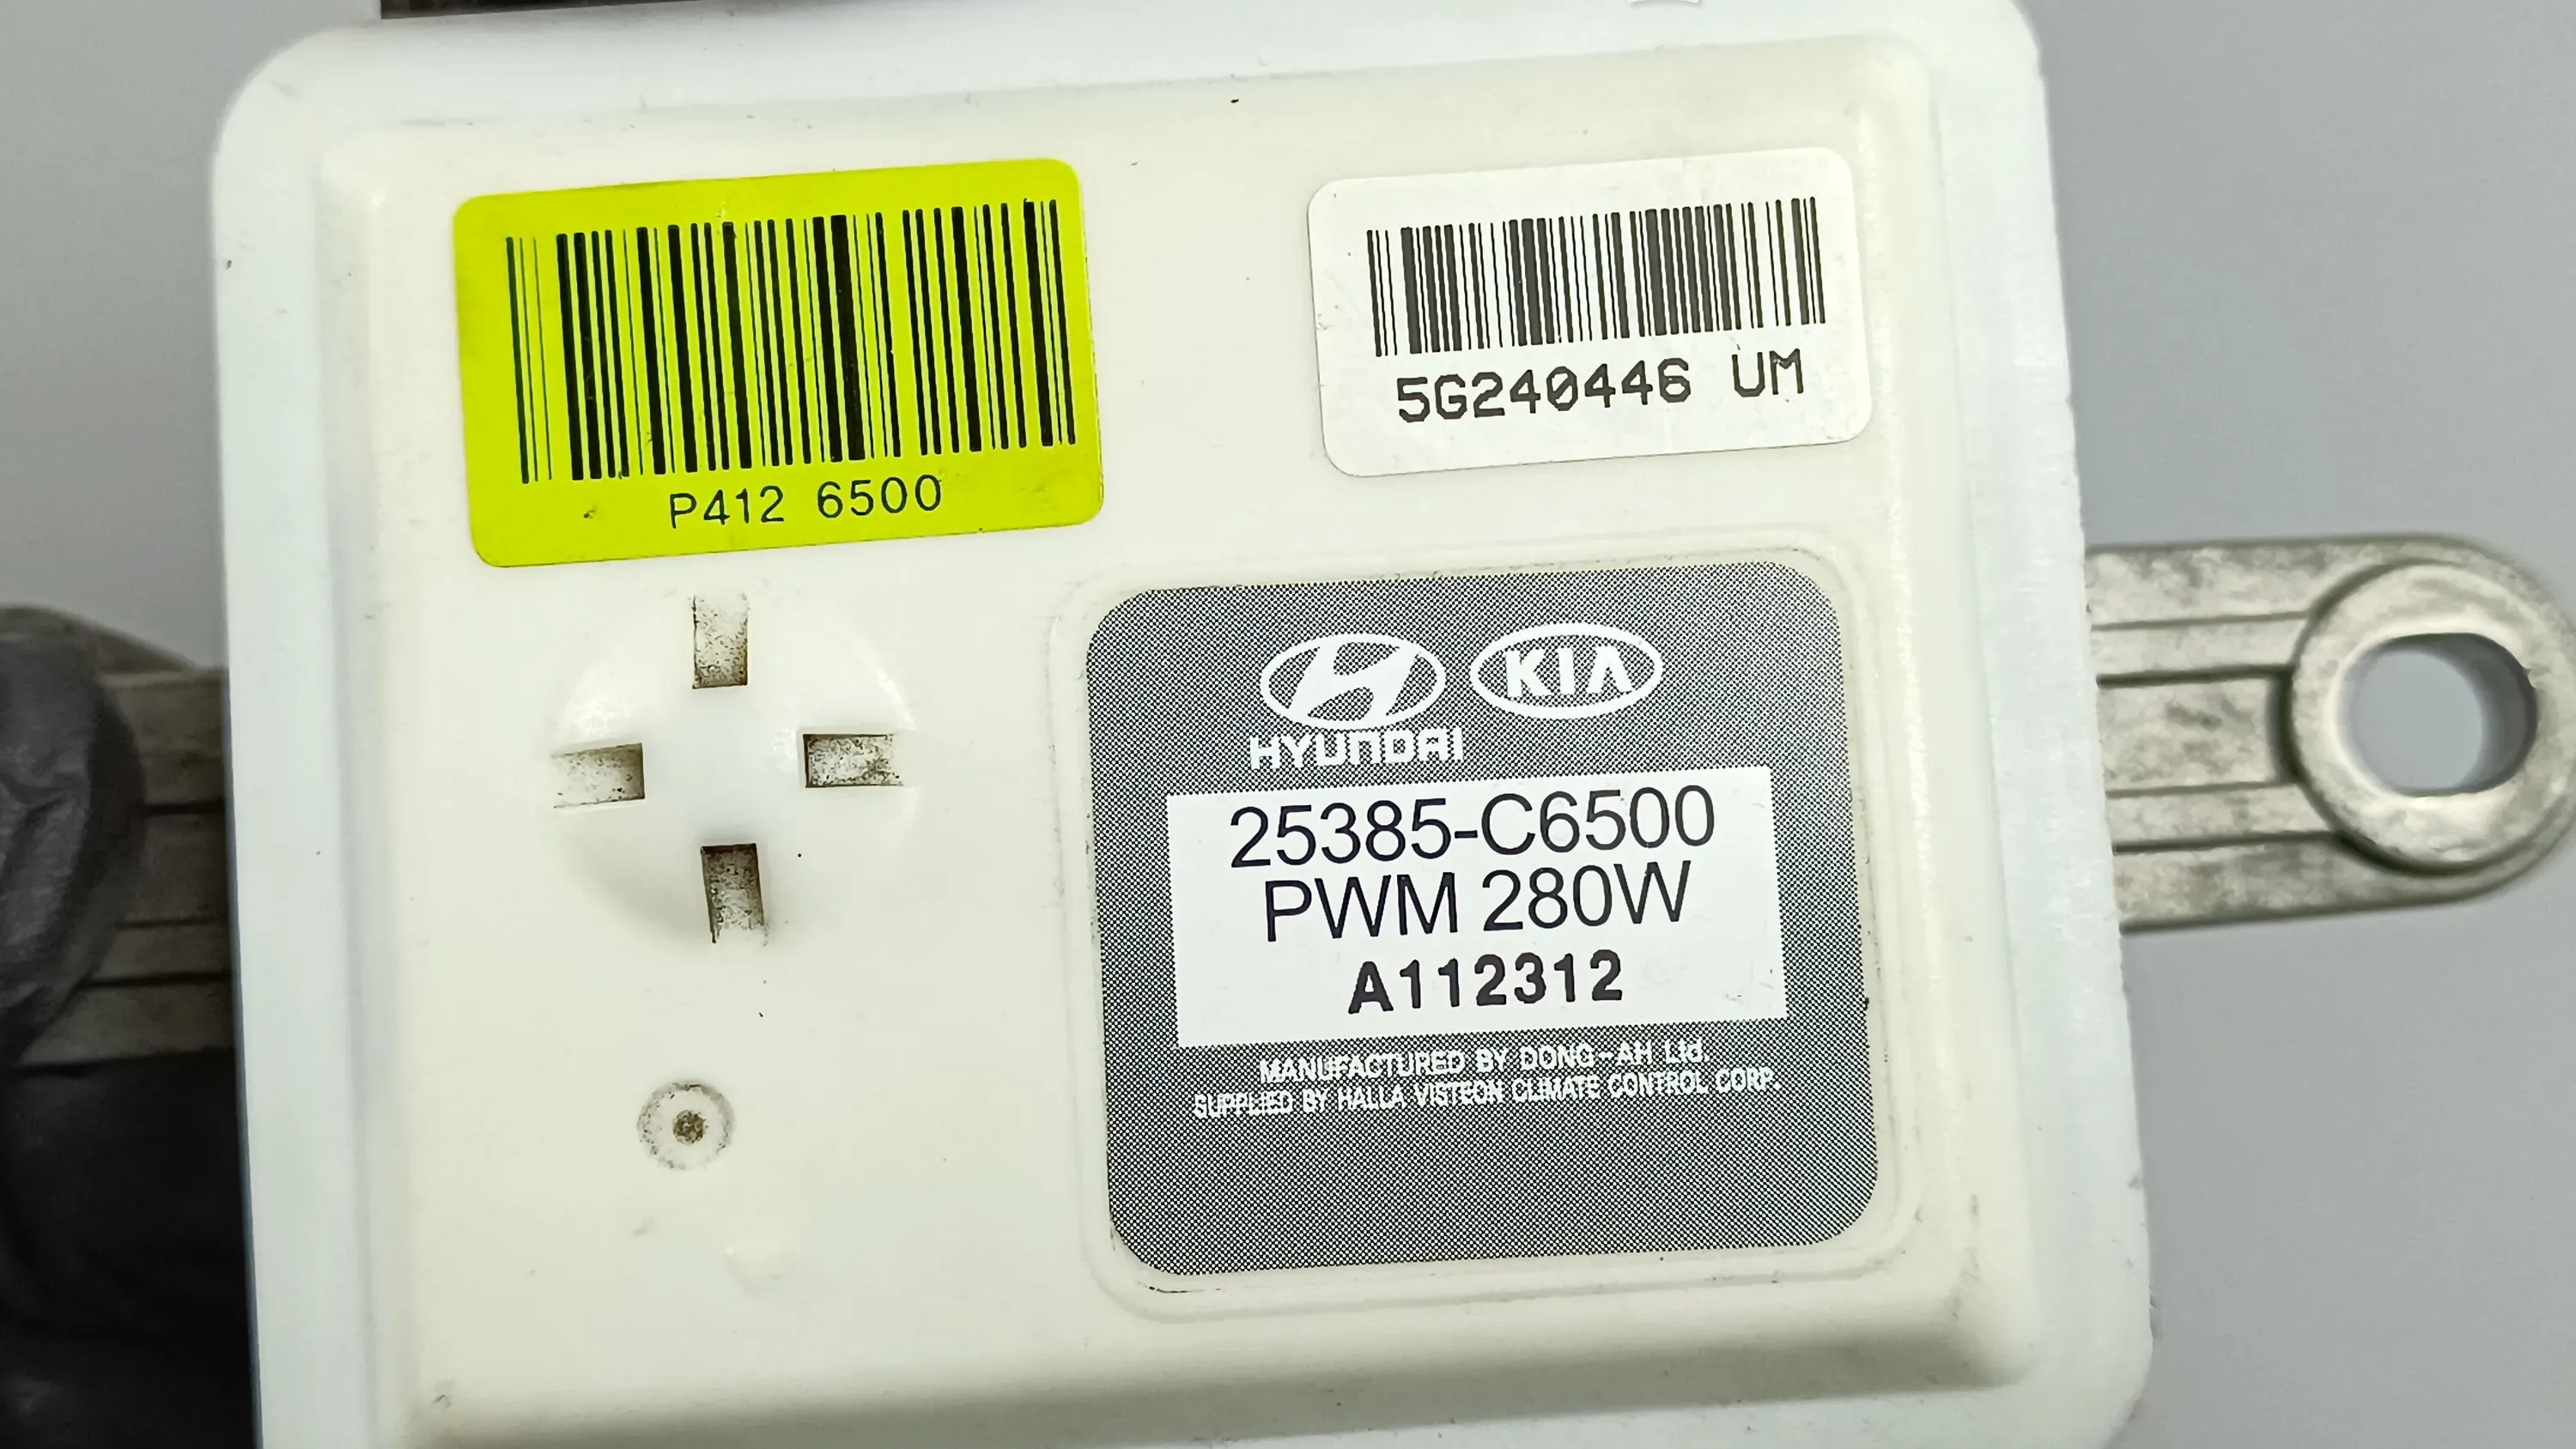 P412 6500
5G240446 UM
KIA
HYUNDAI
25385-C6500
PWM 280W
A112312
MANUFACTURED BY DONG-AH Ltd.
SUPPLIED BY HALLA VISTEON CLIMATE CONTROL CORP.